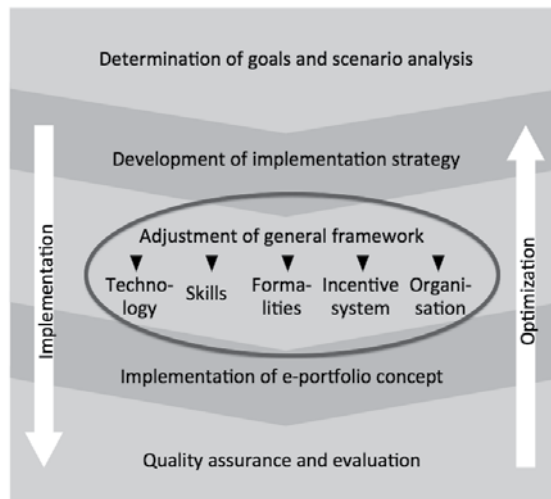 Determination of goals and scenario analysis
Development of implementation strategy
Adjustment of general framework
Techno-
logy
Skills
Forma-
lities
Incentive
system
Organi-
sation
Implementation of e-portfolio concept
Quality assurance and evaluation
Implementation
Optimization